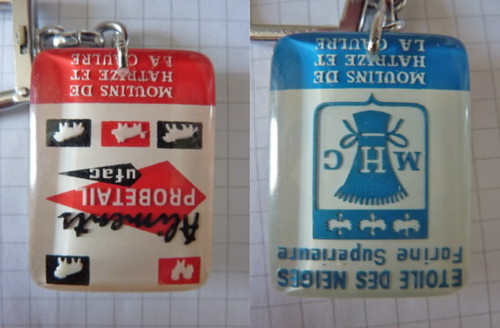 Aliments
PROBETAIL
ufac
MOULINS DE
HATRIZE ET
LA CAULRE
ETOILE DES NEIGES
Farine Supérieure
MHC
MOULINS DE
HATRIZE ET
LA CAULRE